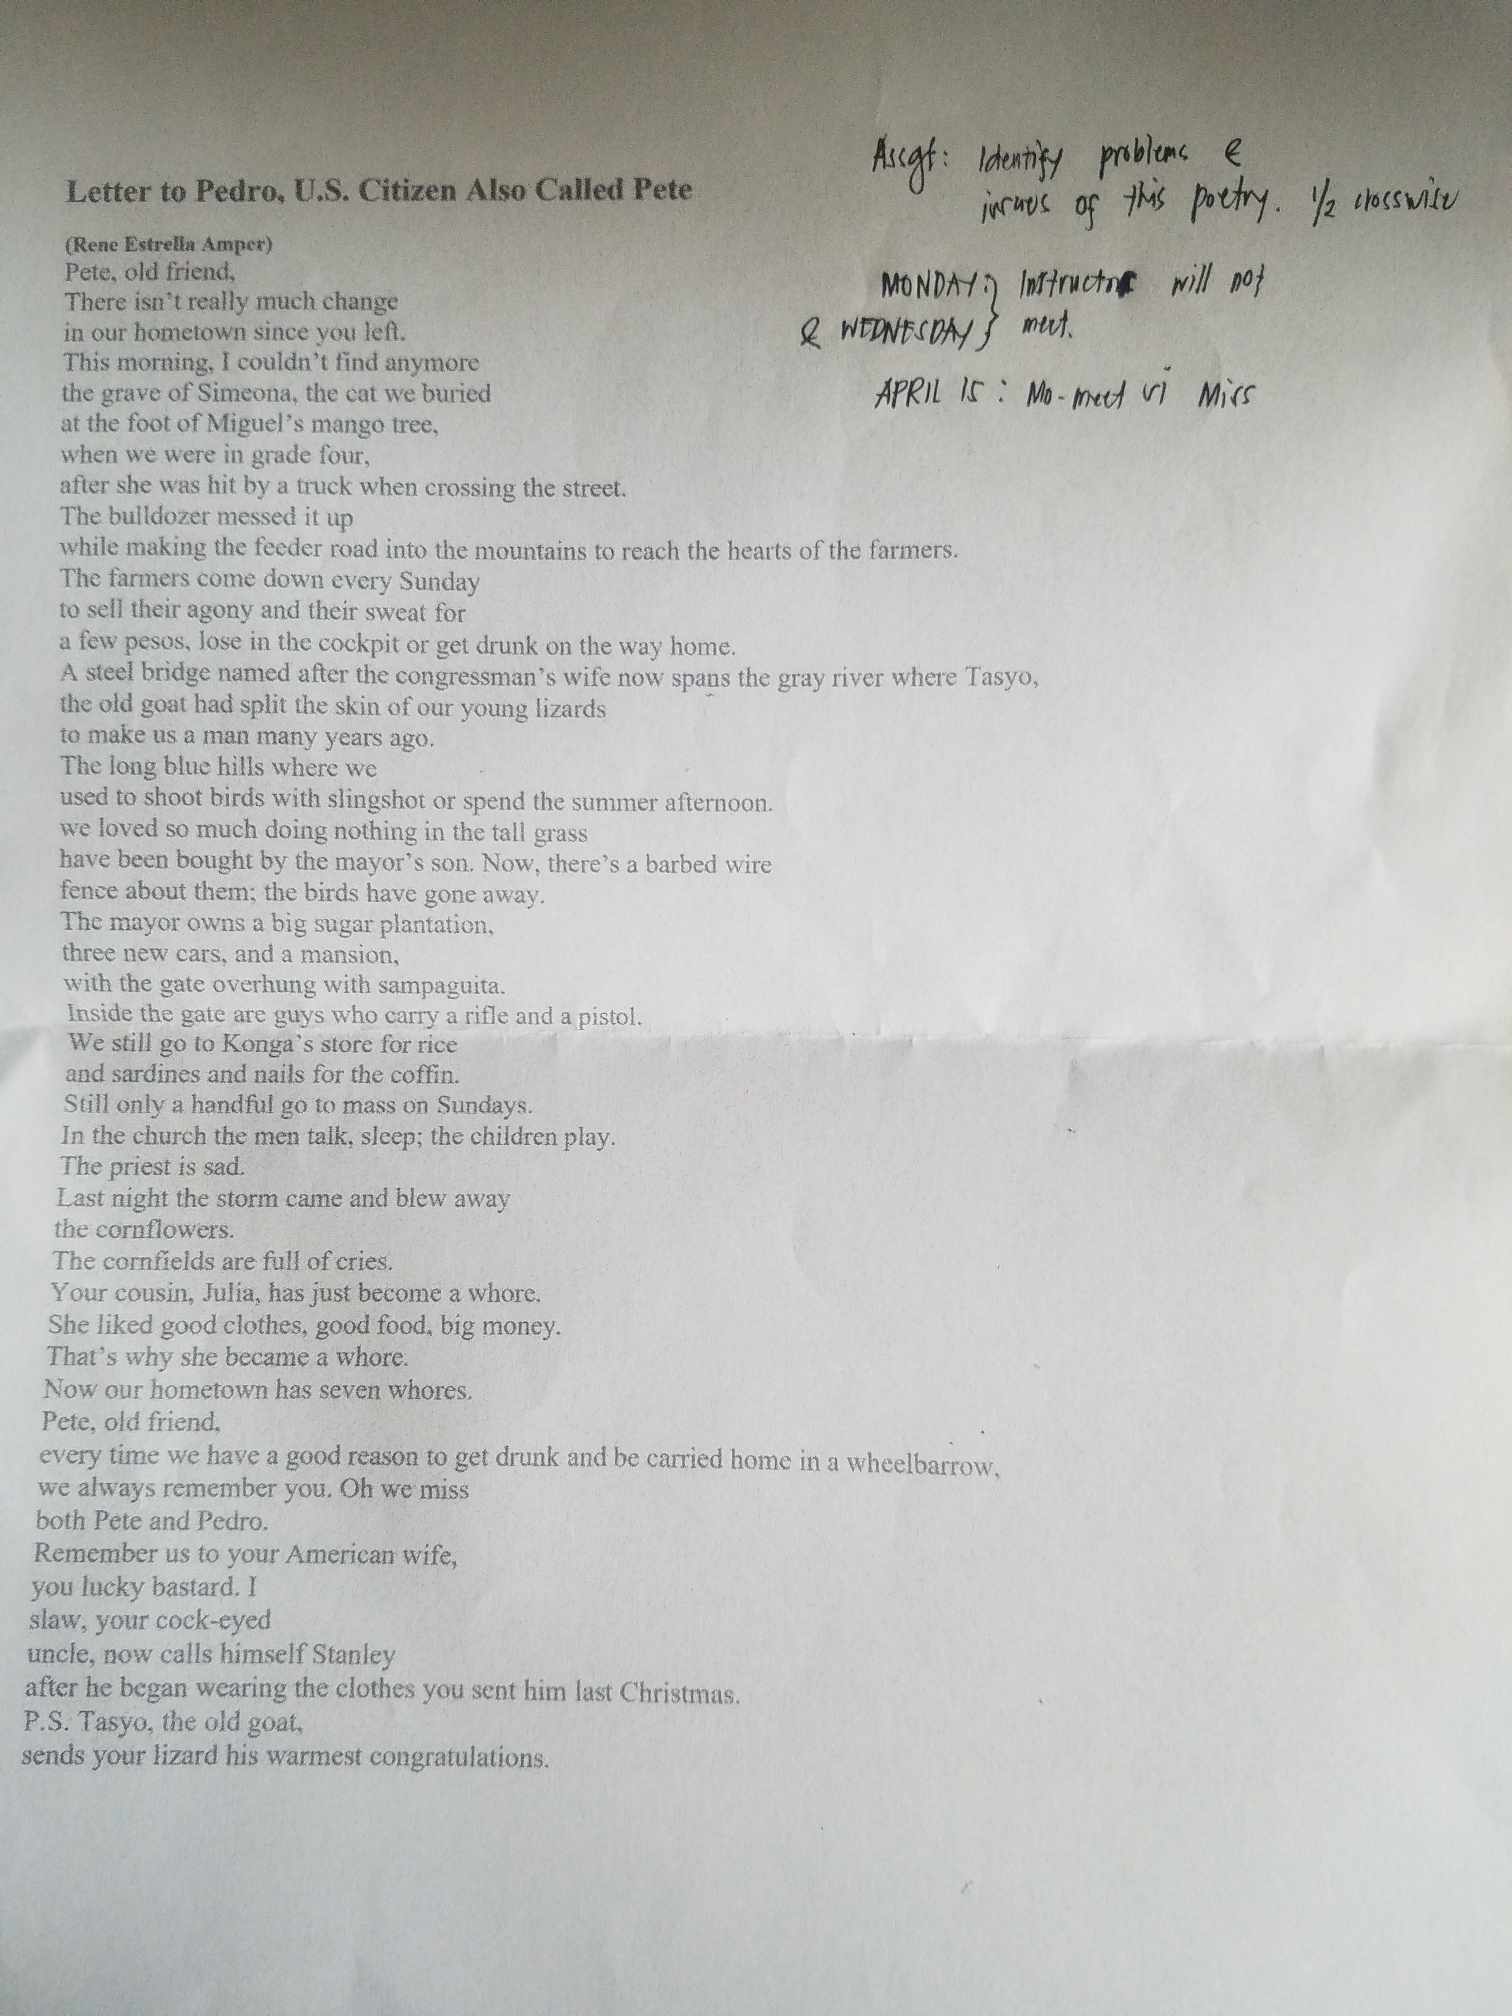 Assgt: Identify problems &
issues of this poetry. 1/2 crosswise
MONDAY } Instructor will not
& WEDNESDAY } meet.
APRIL 15 : Mo-meet si Miss
Letter to Pedro, U.S. Citizen Also Called Pete
(Rene Estrella Amper)
Pete, old friend,
There isn't really much change
in our hometown since you left.
This morning, I couldn't find anymore
the grave of Simeona, the cat we buried
at the foot of Miguel's mango tree,
when we were in grade four,
after she was hit by a truck when crossing the street.
The bulldozer messed it up
while making the feeder road into the mountains to reach the hearts of the farmers.
The farmers come down every Sunday
to sell their agony and their sweat for
a few pesos, lose in the cockpit or get drunk on the way home.
A steel bridge named after the congressman's wife now spans the gray river where Tasyo,
the old goat had split the skin of our young lizards
to make us a man many years ago.
The long blue hills where we
used to shoot birds with slingshot or spend the summer afternoon.
we loved so much doing nothing in the tall grass
have been bought by the mayor's son. Now, there's a barbed wire
fence about them; the birds have gone away.
The mayor owns a big sugar plantation,
three new cars, and a mansion,
with the gate overhung with sampaguita.
Inside the gate are guys who carry a rifle and a pistol.
We still go to Konga's store for rice
and sardines and nails for the coffin.
Still only a handful go to mass on Sundays.
In the church the men talk, sleep; the children play.
The priest is sad.
Last night the storm came and blew away
the cornflowers.
The cornfields are full of cries.
Your cousin, Julia, has just become a whore.
She liked good clothes, good food, big money.
That's why she became a whore.
Now our hometown has seven whores.
Pete, old friend,
every time we have a good reason to get drunk and be carried home in a wheelbarrow,
we always remember you. Oh we miss
both Pete and Pedro.
Remember us to your American wife,
you lucky bastard. I
slaw, your cock-eyed
uncle, now calls himself Stanley
after he began wearing the clothes you sent him last Christmas.
P.S. Tasyo, the old goat,
sends your lizard his warmest congratulations.